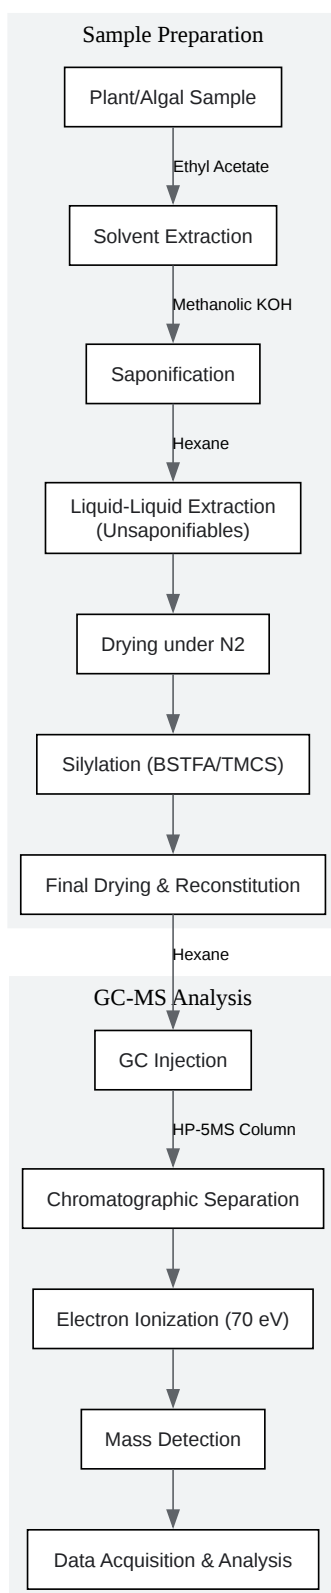 Sample Preparation
Plant/Algal Sample
Ethyl Acetate
Solvent Extraction
Methanolic KOH
Saponification
Hexane
Liquid-Liquid Extraction
(Unsaponifiables)
Drying under N2
Silylation (BSTFA/TMCS)
Final Drying & Reconstitution
Hexane
GC-MS Analysis
GC Injection
HP-5MS Column
Chromatographic Separation
Electron Ionization (70 eV)
Mass Detection
Data Acquisition & Analysis